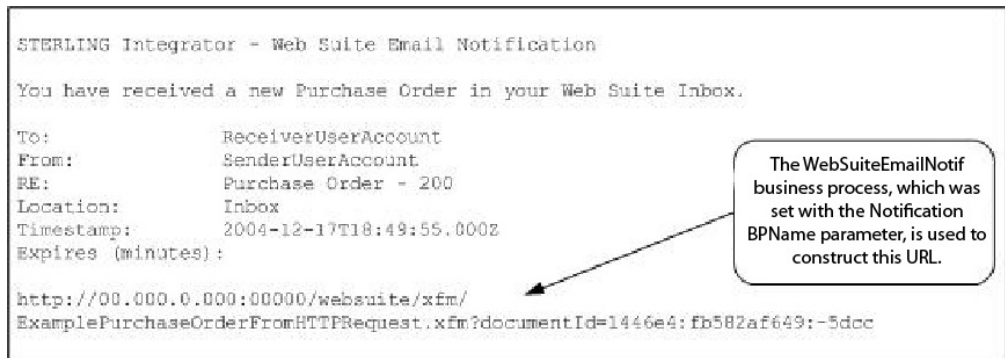 STERLING Integrator - Web Suite Email Notification
You have received a new Purchase Order in your Web Suite Inbox.
To: ReceiverUserAccount
From: SenderUserAccount
RE: Purchase Order - 200
Location: Inbox
Timestamp: 2004-12-17T18:49:55.000Z
Expires (minutes):
http://00.000.0.000:00000/websuite/xfm/
ExamplePurchaseOrderFromHTTPRequest.xfm?documentId=1446e4:fb582af649:-5dcc
The WebSuiteEmailNotif
business process, which was
set with the Notification
BPName parameter, is used to
construct this URL.